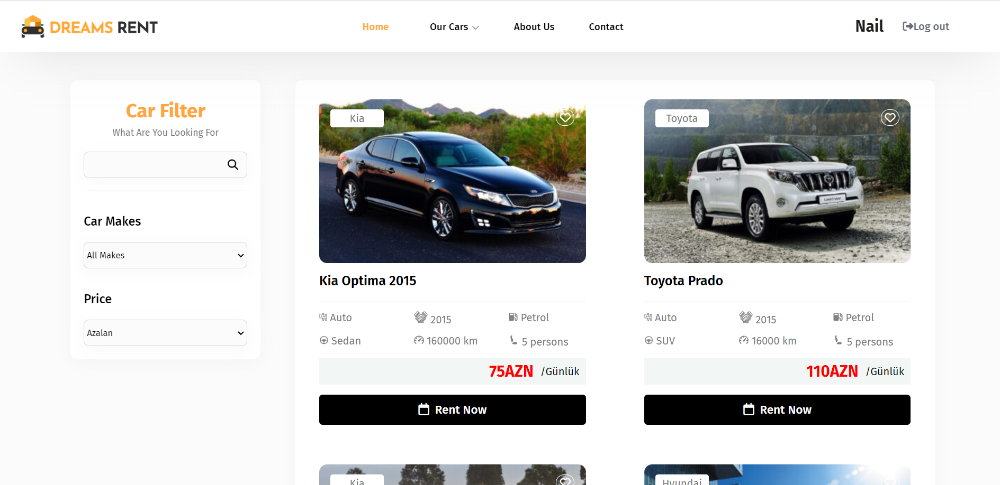 DREAMS RENT
Home
Our Cars
About Us
Contact
Nail
Log out
Car Filter
What Are You Looking For
Car Makes
All Makes
Price
Azalan
Kia
Kia Optima 2015
Auto
2015
Petrol
Sedan
160000 km
5 persons
75AZN /Günlük
Rent Now
Toyota
Land Cruiser
Toyota Prado
Auto
2015
Petrol
SUV
16000 km
5 persons
110AZN /Günlük
Rent Now
Kia
Hyundai